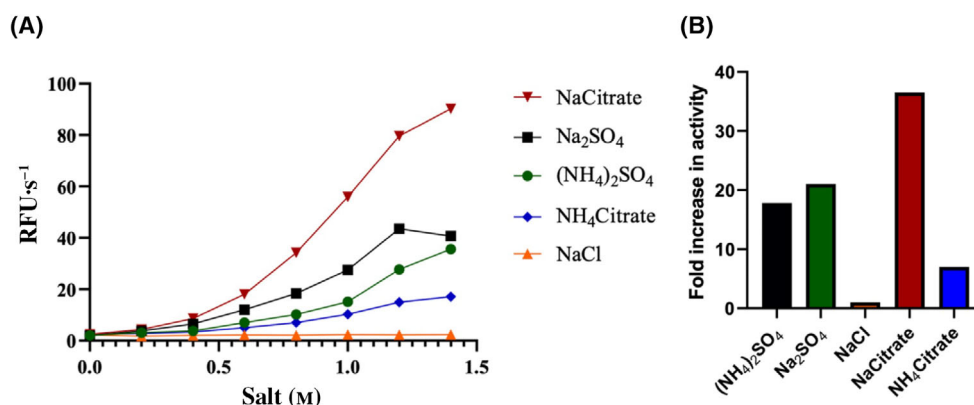 (A)
100
80
60
40
20
0
RFU·s⁻¹
0.0
0.5
1.0
1.5
Salt (M)
NaCitrate
Na₂SO₄
(NH₄)₂SO₄
NH₄Citrate
NaCl
(B)
40
30
20
10
0
Fold increase in activity
(NH₄)₂SO₄
Na₂SO₄
NaCl
NaCitrate
NH₄Citrate